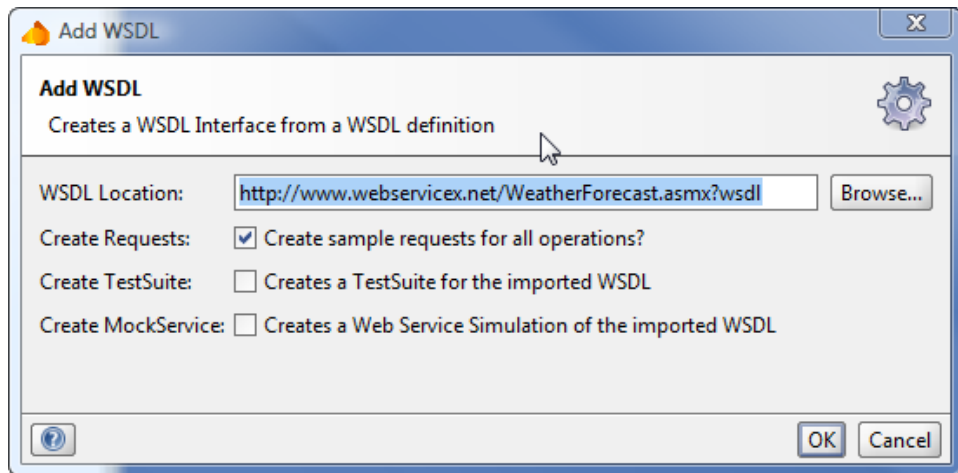 Add WSDL
Add WSDL
Creates a WSDL Interface from a WSDL definition
WSDL Location: http://www.webservicex.net/WeatherForecast.asmx?wsdl Browse...
Create Requests: Create sample requests for all operations?
Create TestSuite: Creates a TestSuite for the imported WSDL
Create MockService: Creates a Web Service Simulation of the imported WSDL
? OK Cancel